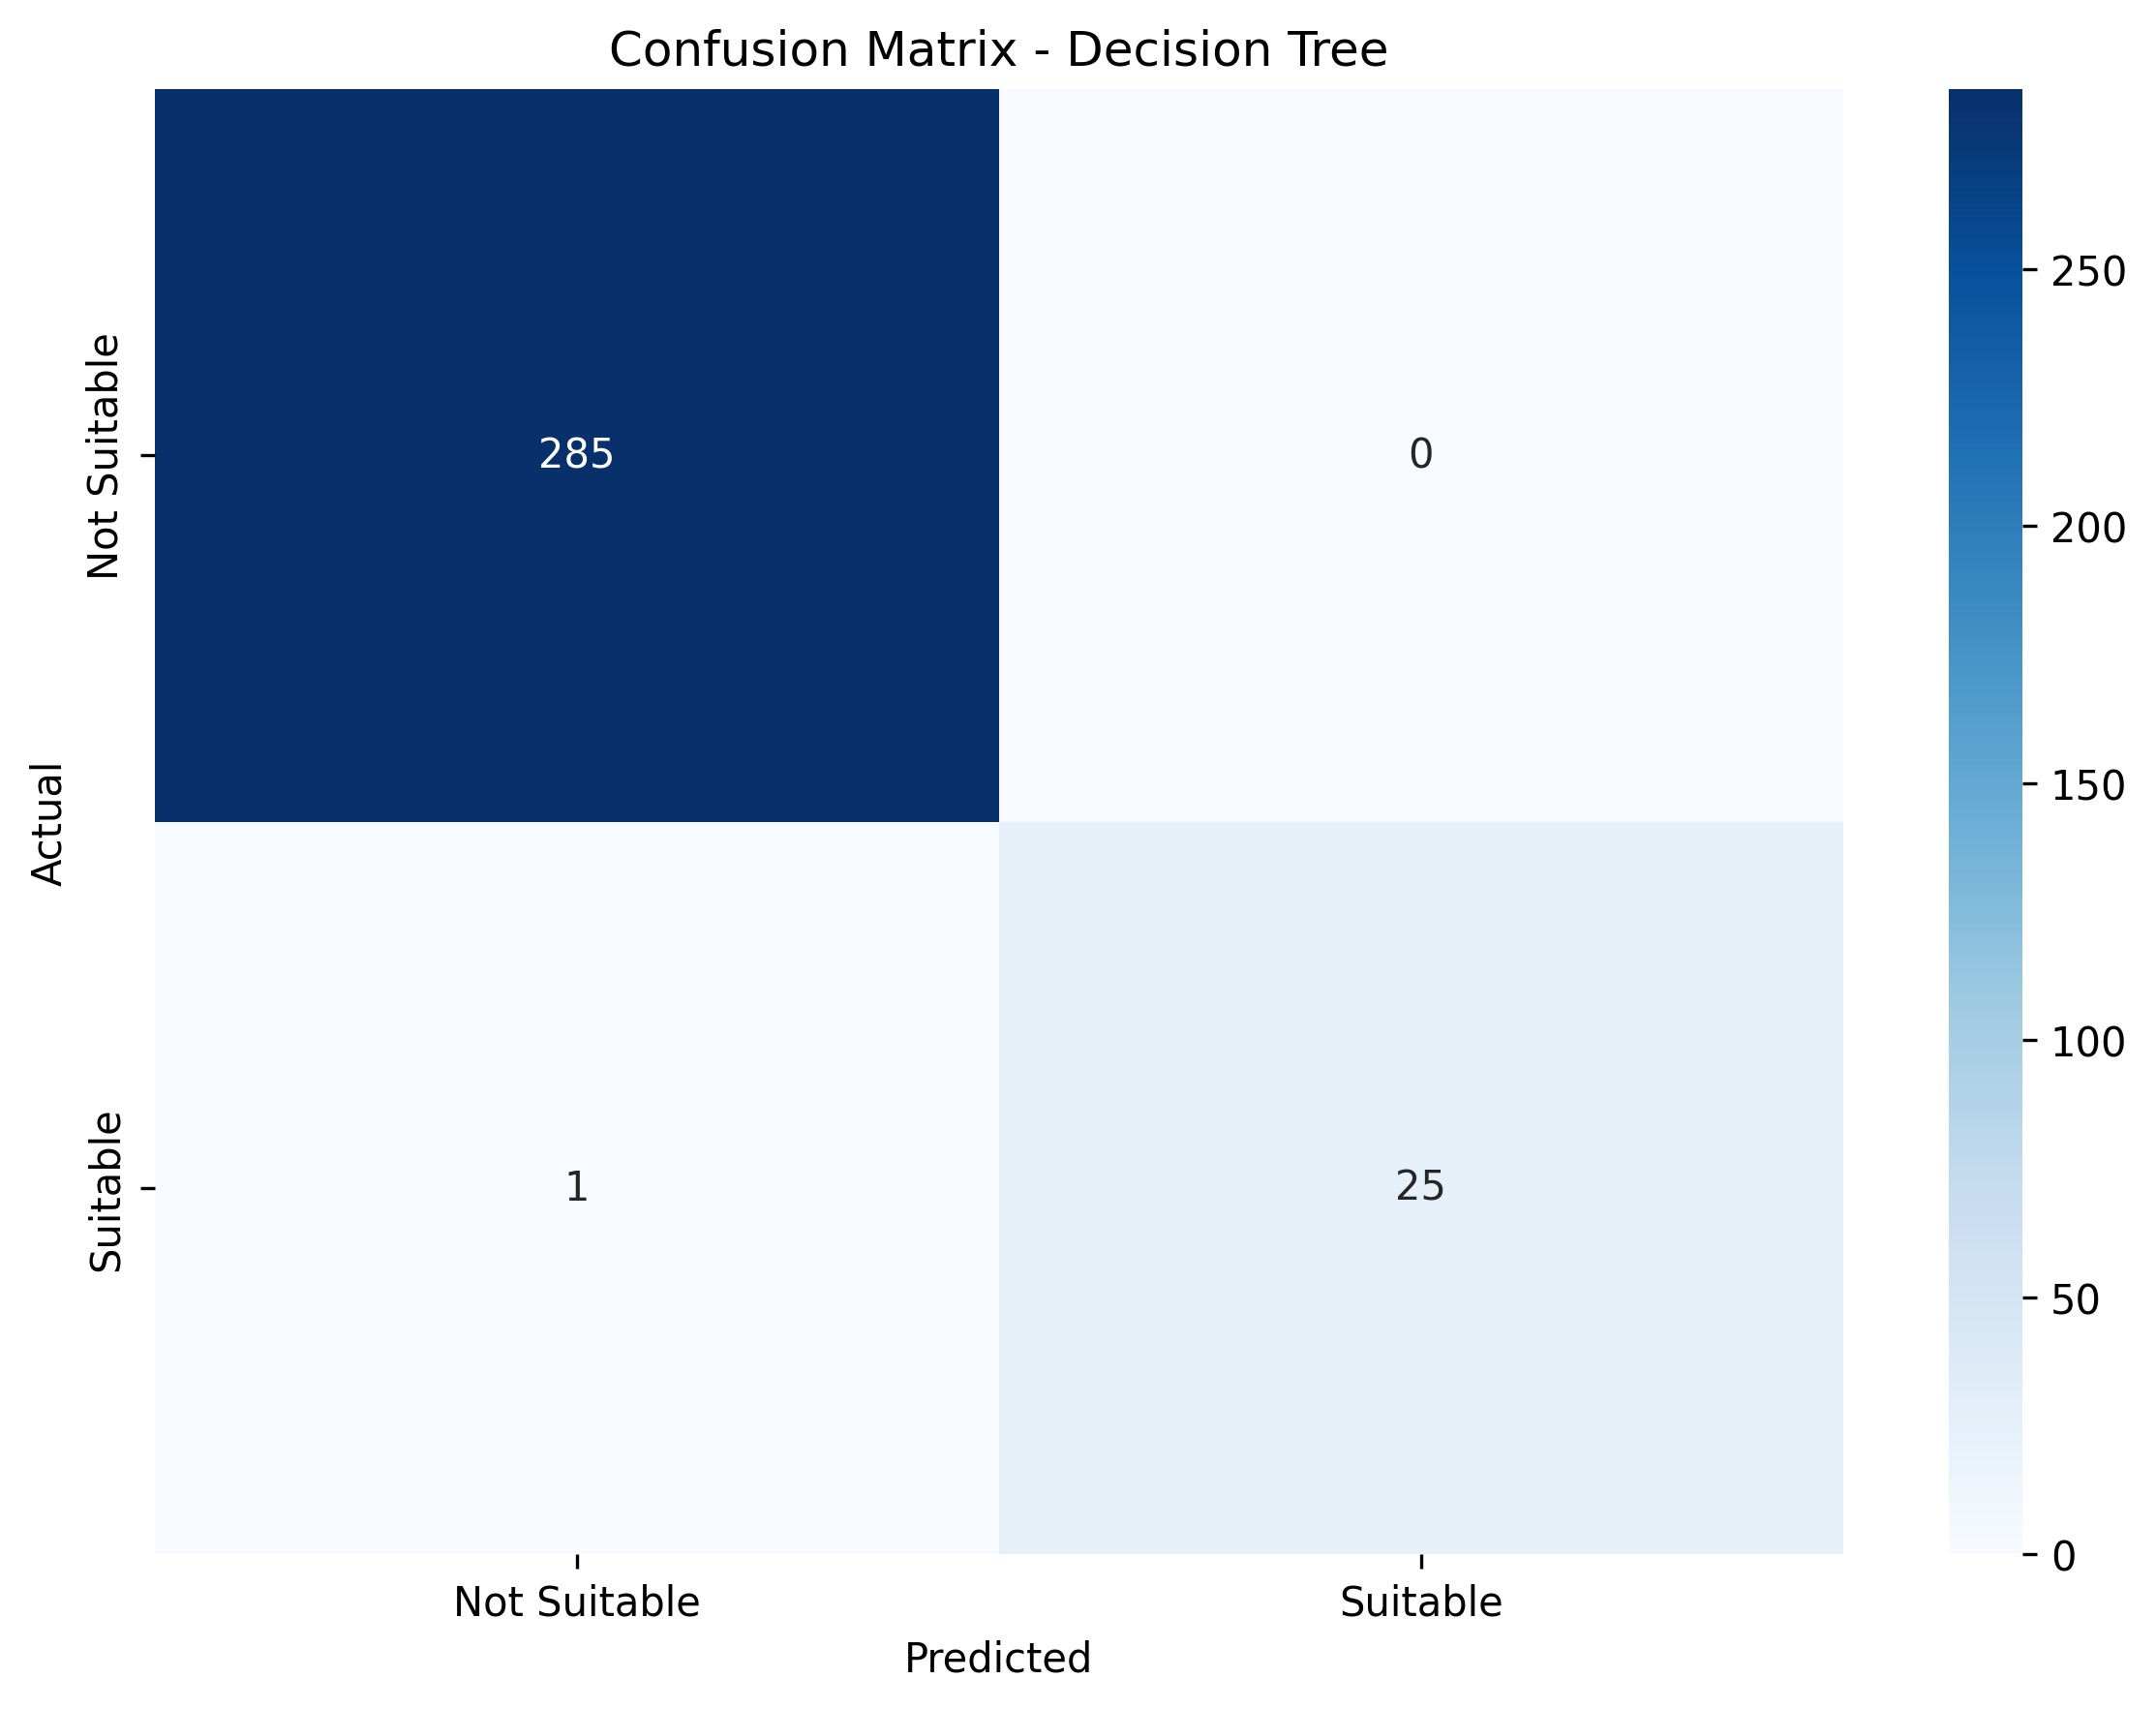 Confusion Matrix - Decision Tree
Actual
Not Suitable
Suitable
285
0
1
25
Not Suitable
Suitable
Predicted
250
200
150
100
50
0